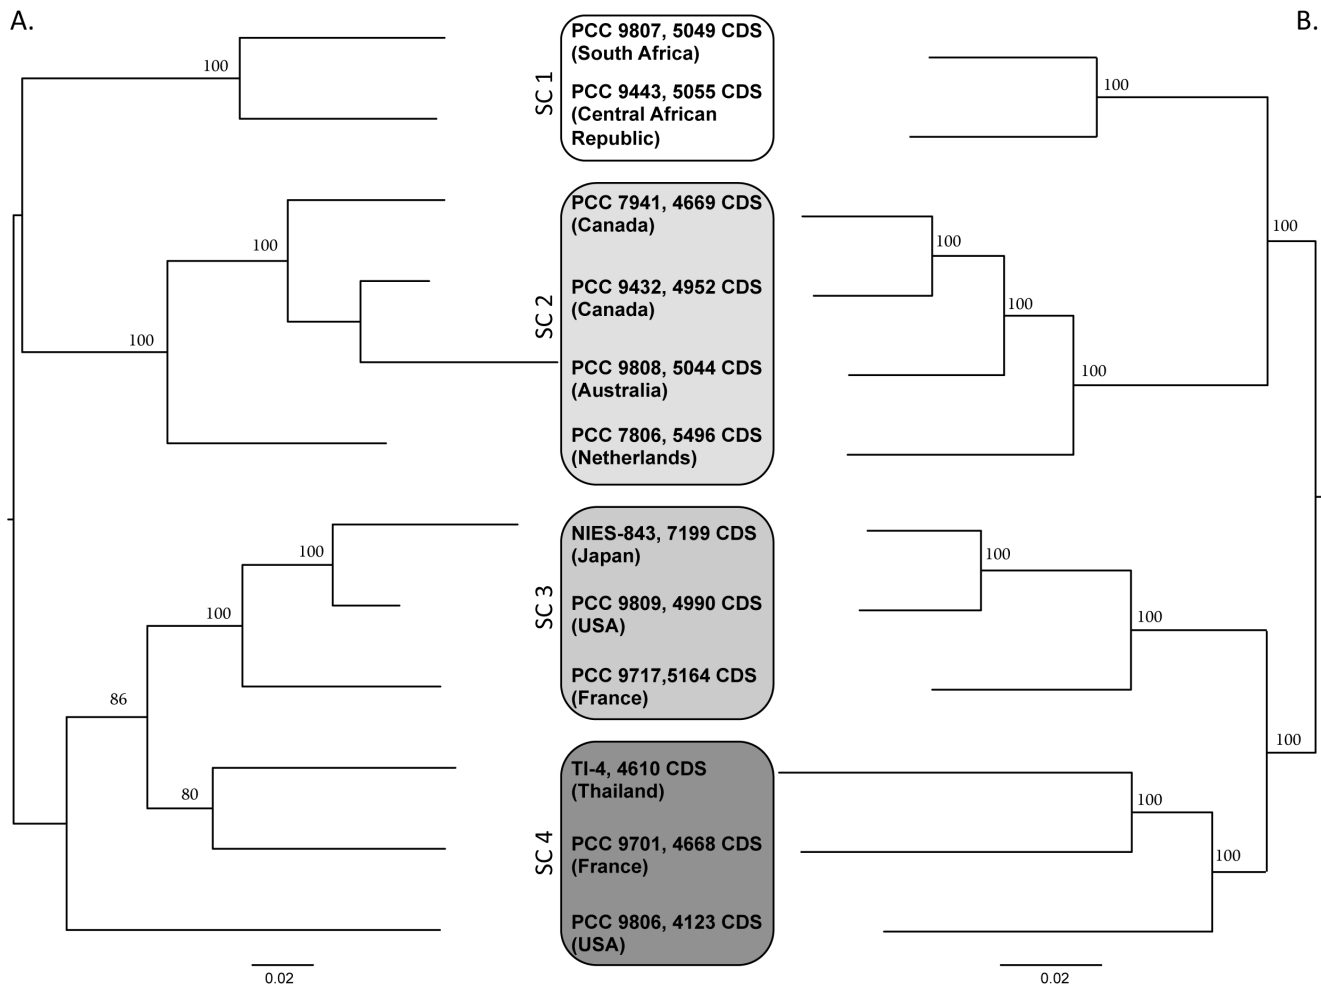 A.
B.
100
100
100
100
86
100
100
80
0.02
SC 1
PCC 9807, 5049 CDS
(South Africa)
PCC 9443, 5055 CDS
(Central African
Republic)
SC 2
PCC 7941, 4669 CDS
(Canada)
PCC 9432, 4952 CDS
(Canada)
PCC 9808, 5044 CDS
(Australia)
PCC 7806, 5496 CDS
(Netherlands)
SC 3
NIES-843, 7199 CDS
(Japan)
PCC 9809, 4990 CDS
(USA)
PCC 9717,5164 CDS
(France)
SC 4
TI-4, 4610 CDS
(Thailand)
PCC 9701, 4668 CDS
(France)
PCC 9806, 4123 CDS
(USA)
100
100
100
100
100
100
100
100
100
100
0.02